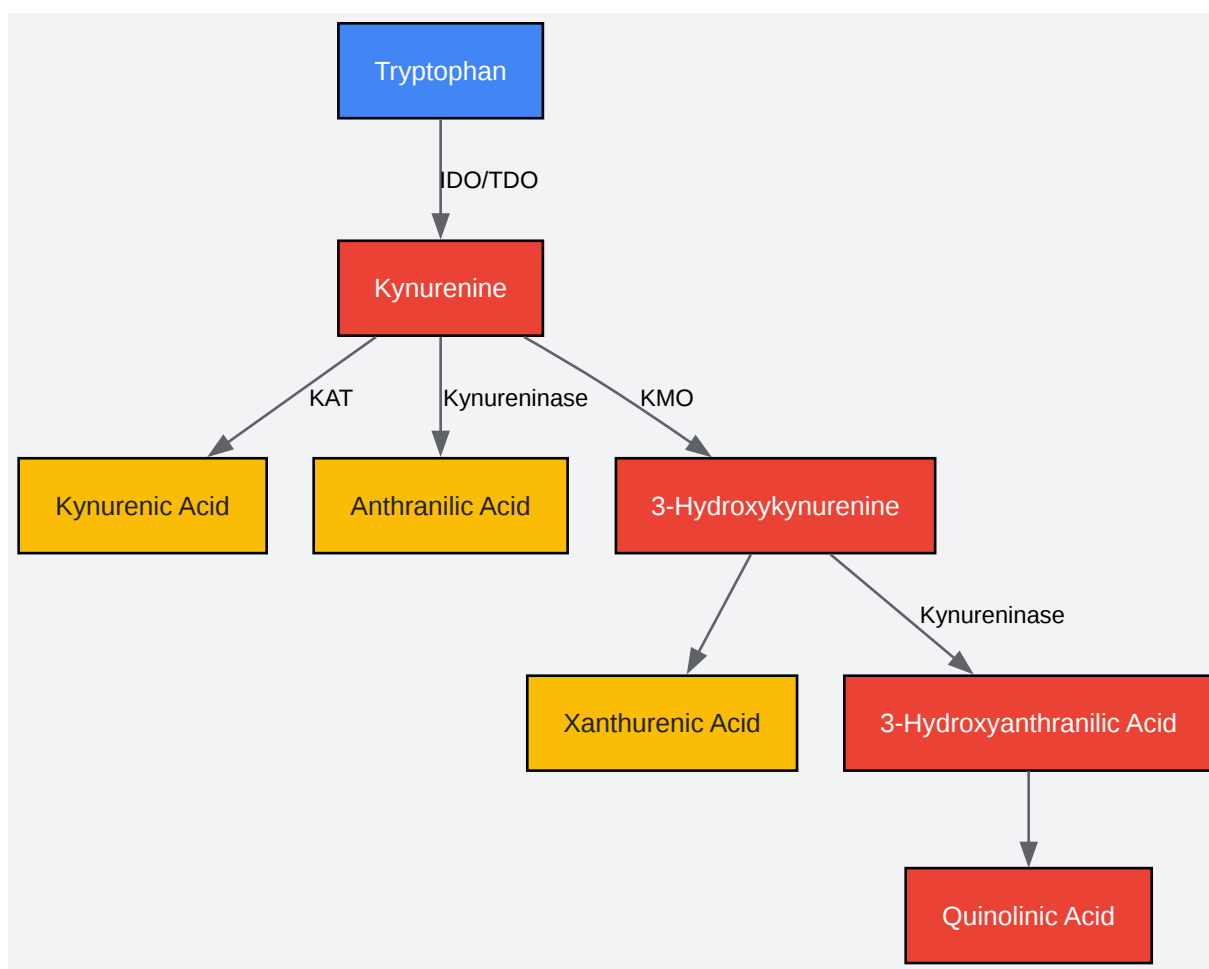 Tryptophan
IDO/TDO
Kynurenine
KAT
Kynureninase
KMO
Kynurenic Acid
Anthranilic Acid
3-Hydroxykynurenine
Kynureninase
Xanthurenic Acid
3-Hydroxyanthranilic Acid
Quinolinic Acid